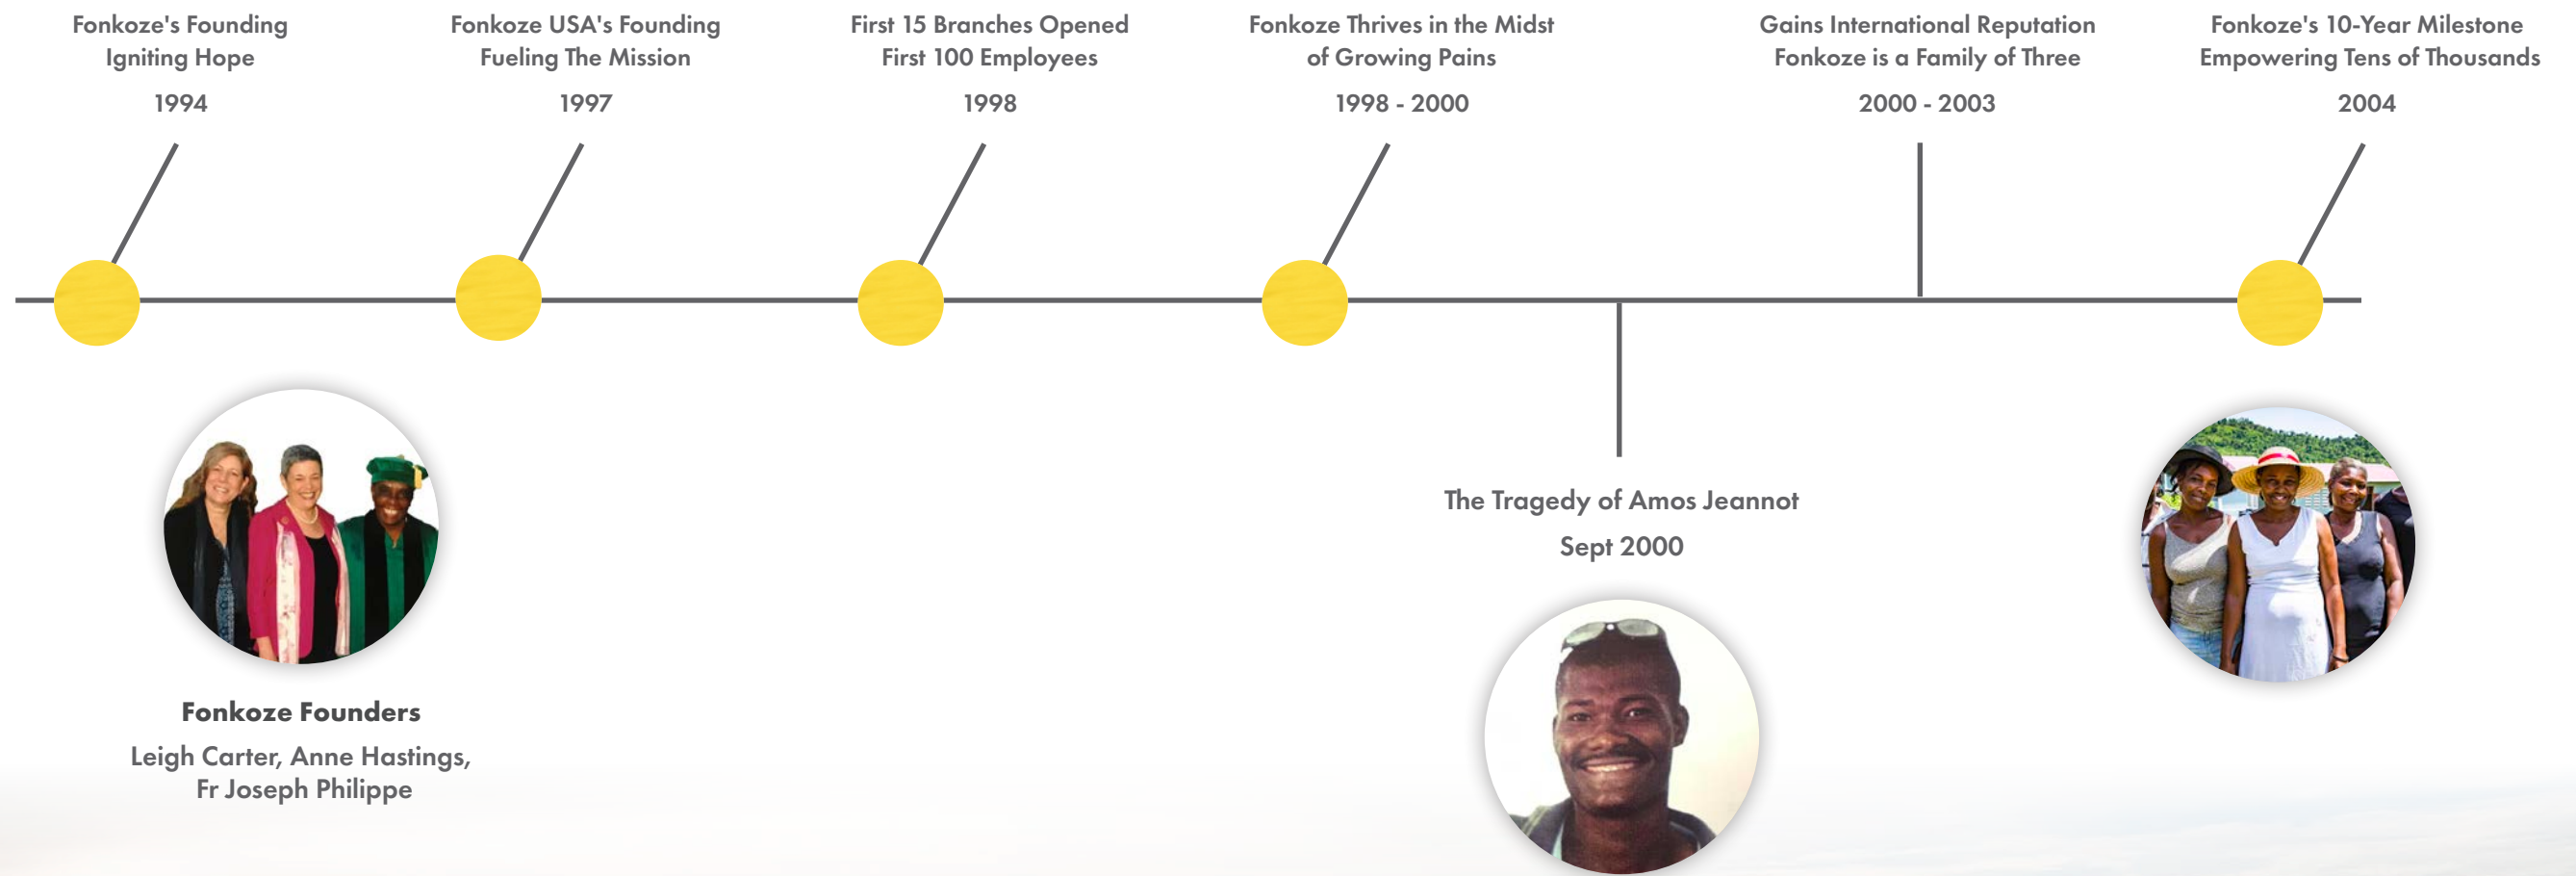 Fonkoze's Founding
Igniting Hope
1994
Fonkoze USA's Founding
Fueling The Mission
1997
First 15 Branches Opened
First 100 Employees
1998
Fonkoze Thrives in the Midst
of Growing Pains
1998 - 2000
Gains International Reputation
Fonkoze is a Family of Three
2000 - 2003
Fonkoze's 10-Year Milestone
Empowering Tens of Thousands
2004
Fonkoze Founders
Leigh Carter, Anne Hastings,
Fr Joseph Philippe
The Tragedy of Amos Jeannot
Sept 2000